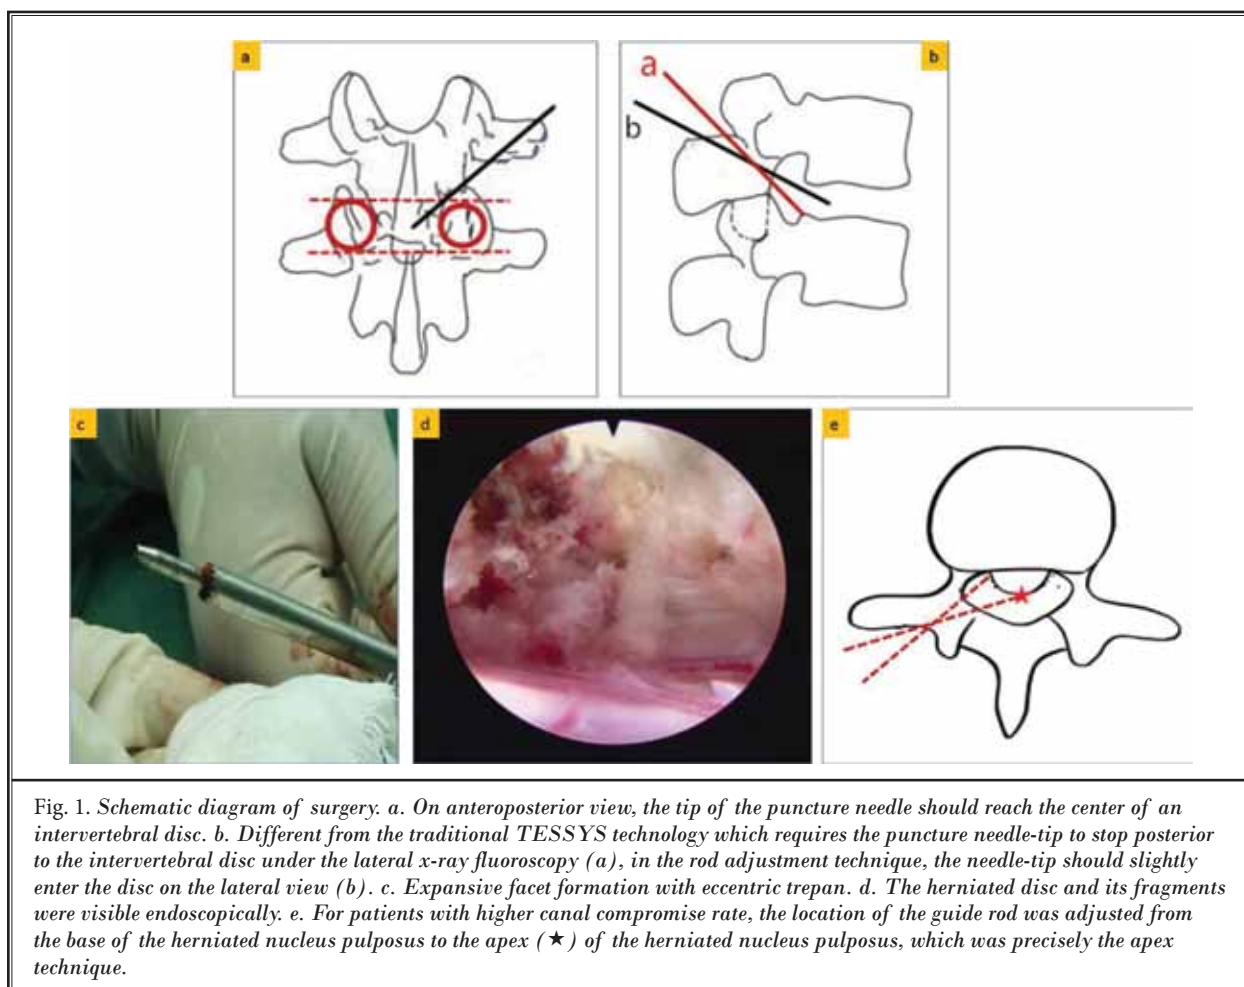 a
b
a
b
c
d
e
Fig. 1. Schematic diagram of surgery. a. On anteroposterior view, the tip of the puncture needle should reach the center of an
intervertebral disc. b. Different from the traditional TESSYS technology which requires the puncture needle-tip to stop posterior
to the intervertebral disc under the lateral x-ray fluoroscopy (a), in the rod adjustment technique, the needle-tip should slightly
enter the disc on the lateral view (b). c. Expansive facet formation with eccentric trepan. d. The herniated disc and its fragments
were visible endoscopically. e. For patients with higher canal compromise rate, the location of the guide rod was adjusted from
the base of the herniated nucleus pulposus to the apex (★) of the herniated nucleus pulposus, which was precisely the apex
technique.